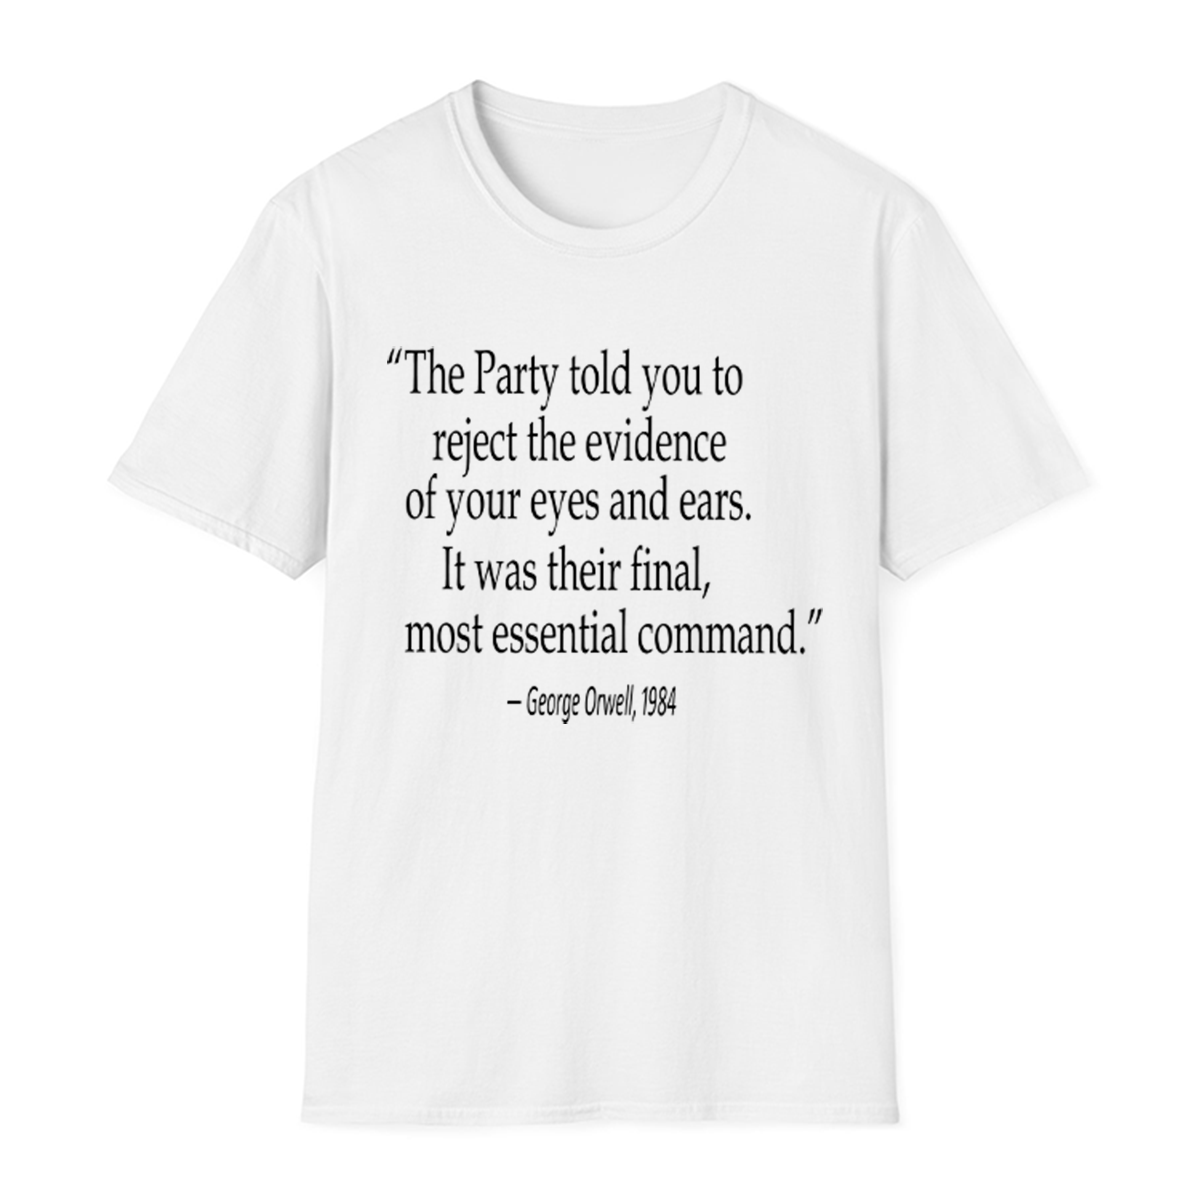 “The Party told you to
reject the evidence
of your eyes and ears.
It was their final,
most essential command.”
– George Orwell, 1984